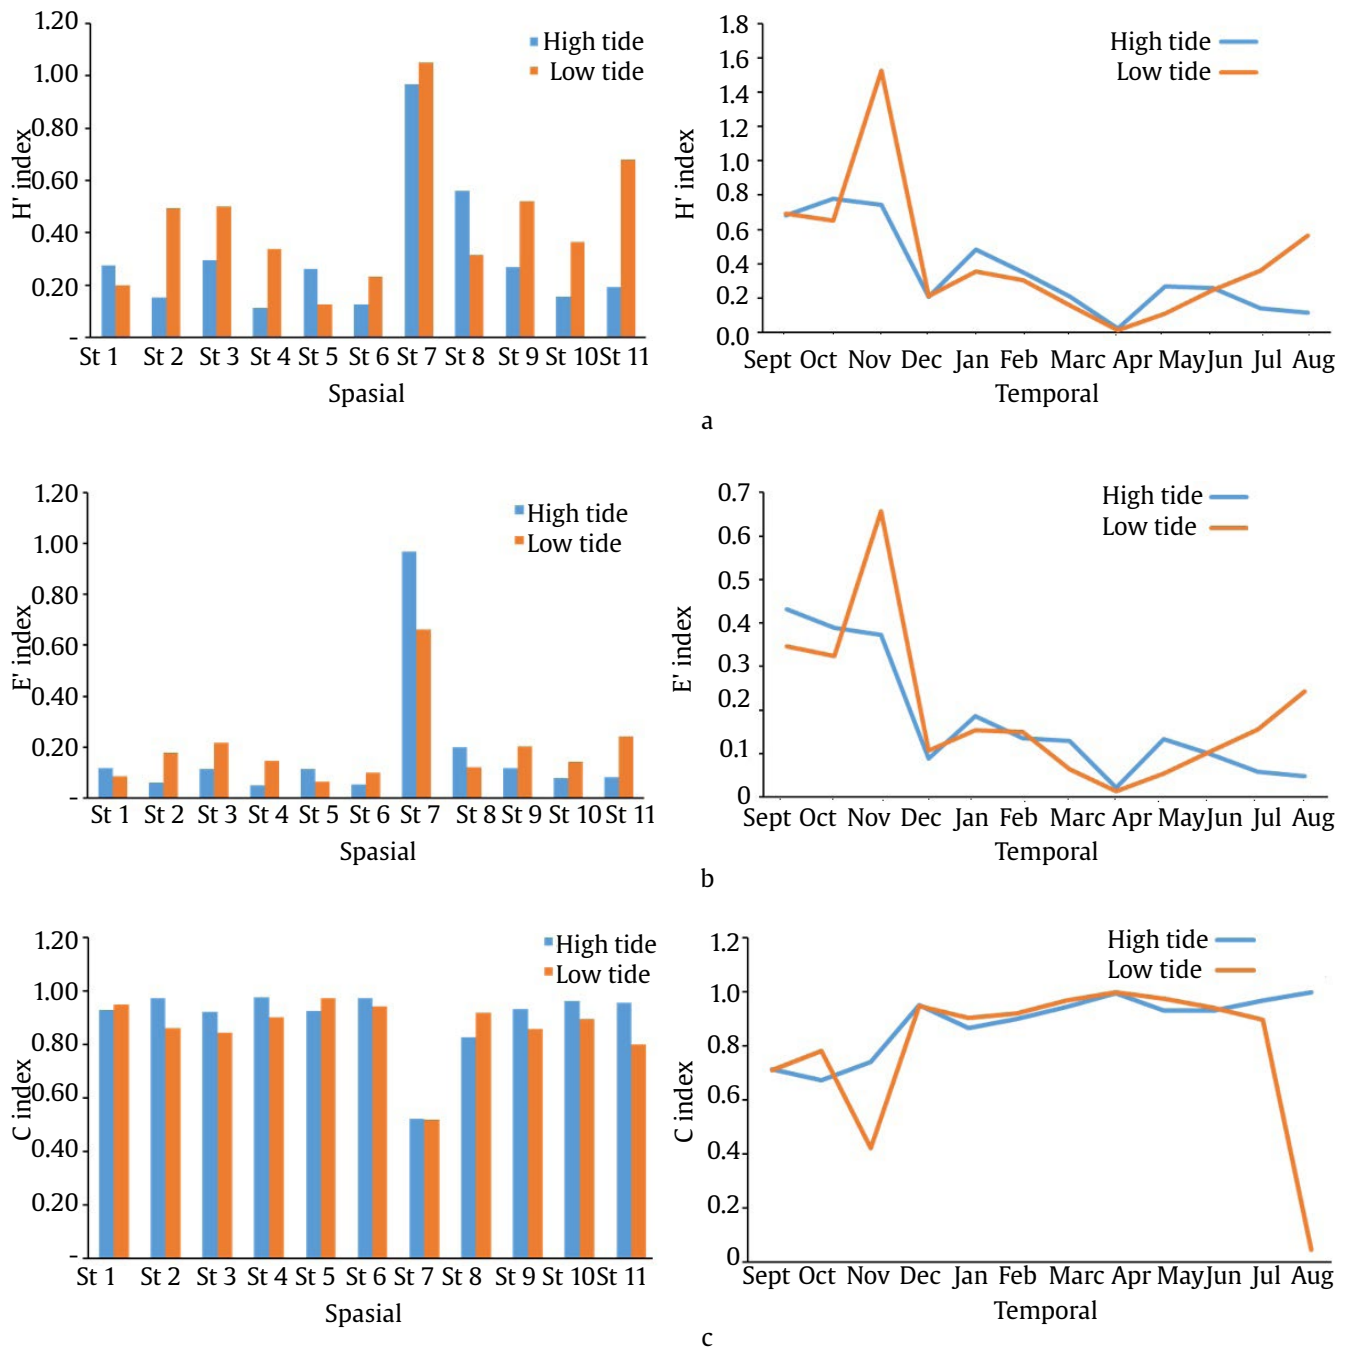 1.20
1.00
0.80
0.60
0.40
0.20
-
H' index
High tide
Low tide
St 1 St 2 St 3 St 4 St 5 St 6 St 7 St 8 St 9 St 10 St 11
Spasial
1.8
1.6
1.4
1.2
1.0
0.8
0.6
0.4
0.2
0.0
H' index
High tide
Low tide
Sept Oct Nov Dec Jan Feb Marc Apr May Jun Jul Aug
Temporal
a
1.20
1.00
0.80
0.60
0.40
0.20
-
E' index
High tide
Low tide
St 1 St 2 St 3 St 4 St 5 St 6 St 7 St 8 St 9 St 10 St 11
Spasial
0.7
0.6
0.5
0.4
0.3
0.2
0.1
0
E' index
High tide
Low tide
Sept Oct Nov Dec Jan Feb Marc Apr May Jun Jul Aug
Temporal
b
1.20
1.00
0.80
0.60
0.40
0.20
-
C index
High tide
Low tide
St 1 St 2 St 3 St 4 St 5 St 6 St 7 St 8 St 9 St 10 St 11
Spasial
1.2
1.0
0.8
0.6
0.4
0.2
0
C index
High tide
Low tide
Sept Oct Nov Dec Jan Feb Marc Apr May Jun Jul Aug
Temporal
c